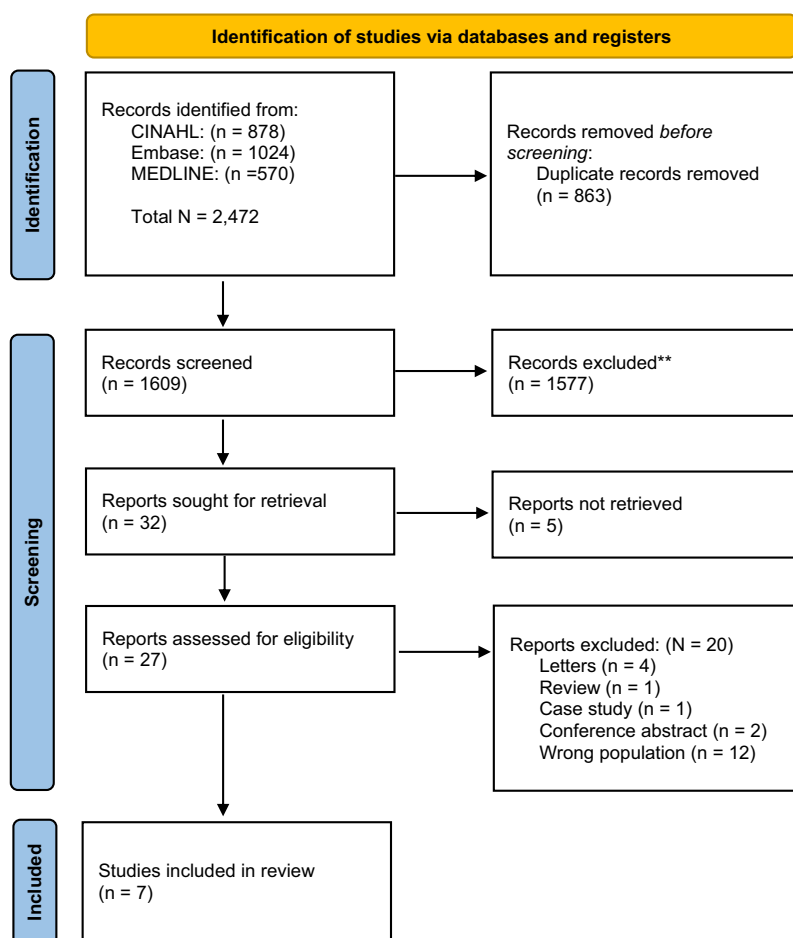 Identification of studies via databases and registers
Identification
Records identified from:
CINAHL: (n = 878)
Embase: (n = 1024)
MEDLINE: (n =570)
Total N = 2,472
Records removed before
screening:
Duplicate records removed
(n = 863)
Screening
Records screened
(n = 1609)
Records excluded**
(n = 1577)
Reports sought for retrieval
(n = 32)
Reports not retrieved
(n = 5)
Reports assessed for eligibility
(n = 27)
Reports excluded: (N = 20)
Letters (n = 4)
Review (n = 1)
Case study (n = 1)
Conference abstract (n = 2)
Wrong population (n = 12)
Included
Studies included in review
(n = 7)